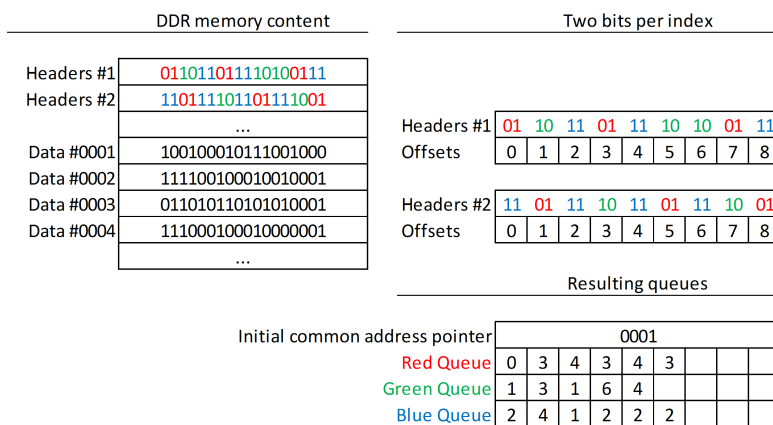 DDR memory content
Two bits per index
Headers #1 011011011110100111
Headers #2 110111101101111001
...
Data #0001 100100010111001000
Data #0002 111100100010010001
Data #0003 011010110101010001
Data #0004 111000100010000001
...
Headers #1 01 10 11 01 11 10 10 01 11
Offsets 0 1 2 3 4 5 6 7 8
Headers #2 11 01 11 10 11 01 11 10 01
Offsets 0 1 2 3 4 5 6 7 8
Resulting queues
Initial common address pointer 0001
Red Queue 0 3 4 3 4 3
Green Queue 1 3 1 6 4
Blue Queue 2 4 1 2 2 2